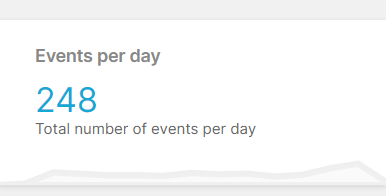 Events per day
248
Total number of events per day